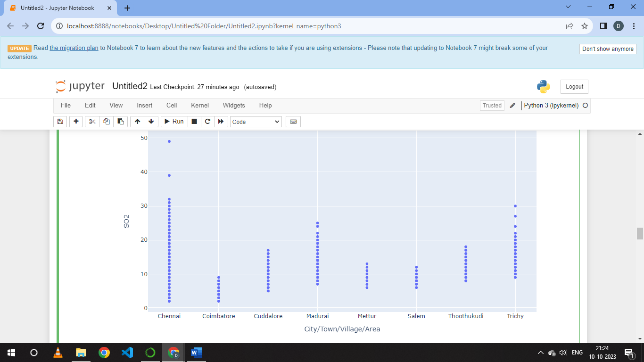 Untitled2 - Jupyter Notebook
localhost:8888/notebooks/Desktop/Untitled%20Folder/Untitled2.ipynb?kernel_name=python3
D
UPDATE Read the migration plan to Notebook 7 to learn about the new features and the actions to take if you are using extensions - Please note that updating to Notebook 7 might break some of your extensions.
Don't show anymore
jupyter Untitled2 Last Checkpoint: 27 minutes ago (autosaved)
Logout
File Edit View Insert Cell Kernel Widgets Help
Trusted Python 3 (ipykernel)
Run Code
50
40
30
20
10
0
SO2
Chennai Coimbatore Cuddalore Madurai Mettur Salem Thoothukudi Trichy
City/Town/Village/Area
ENG
21:24
10-10-2023